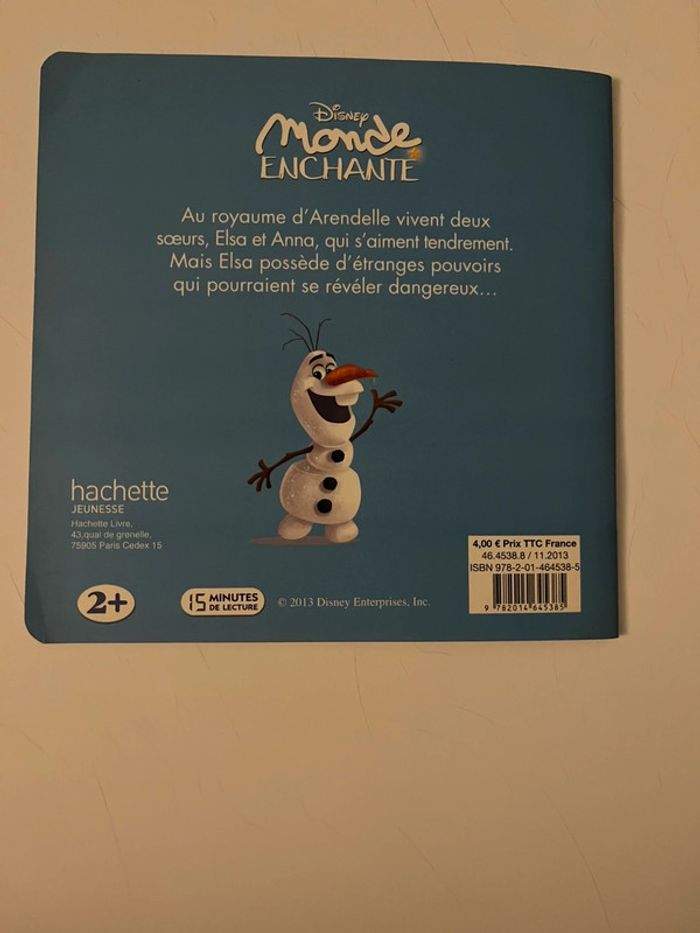 Disney
Monde
ENCHANTÉ
Au royaume d'Arendelle vivent deux
sœurs, Elsa et Anna, qui s'aiment tendrement.
Mais Elsa possède d'étranges pouvoirs
qui pourraient se révéler dangereux...
hachette
JEUNESSE
Hachette Livre,
43,quai de grenelle,
75905 Paris Cedex 15
2+
15 MINUTES
DE LECTURE
© 2013 Disney Enterprises, Inc.
4,00 € Prix TTC France
46.4538.8 / 11.2013
ISBN 978-2-01-464538-5
9 782014 645385